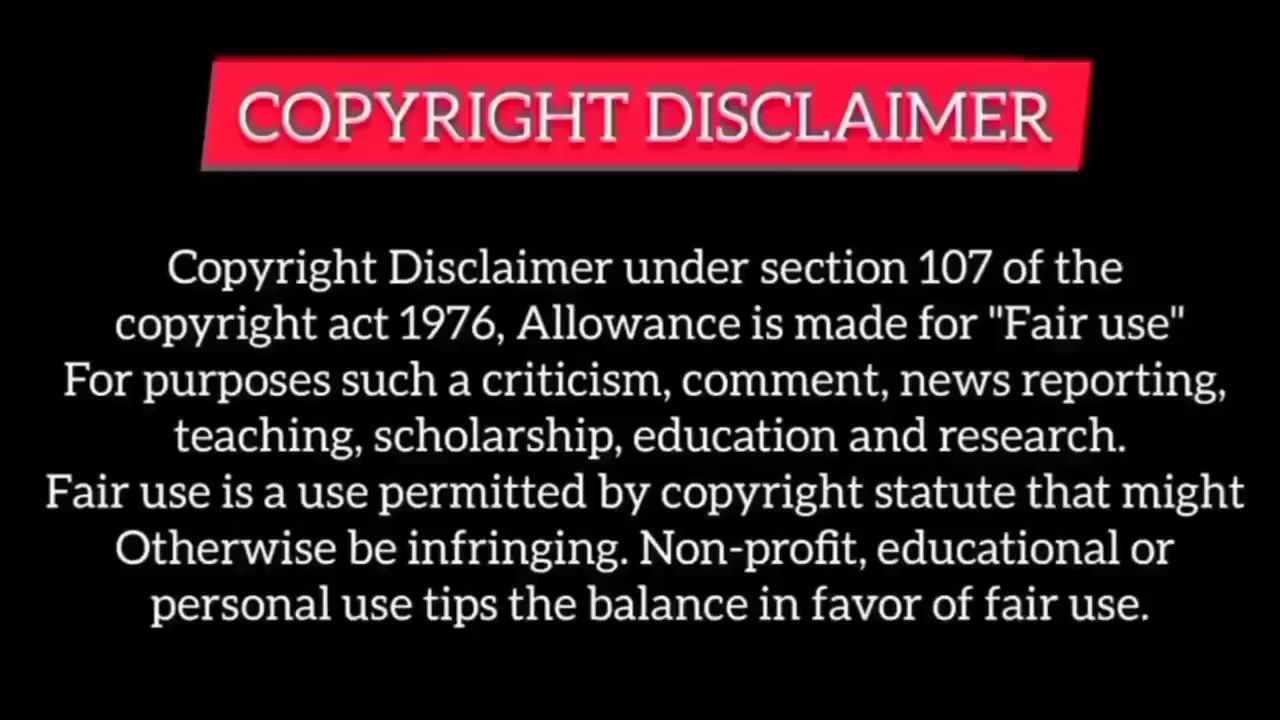 COPYRIGHT DISCLAIMER
Copyright Disclaimer under section 107 of the
copyright act 1976, Allowance is made for "Fair use"
For purposes such a criticism, comment, news reporting,
teaching, scholarship, education and research.
Fair use is a use permitted by copyright statute that might
Otherwise be infringing. Non-profit, educational or
personal use tips the balance in favor of fair use.